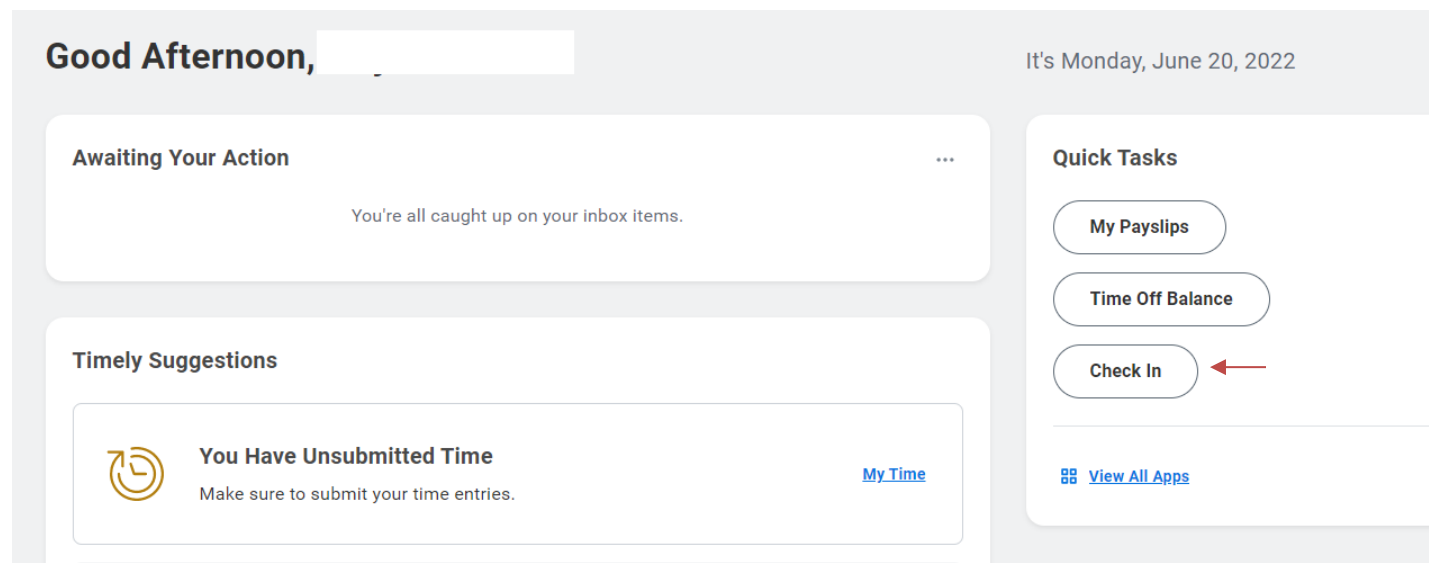 Good Afternoon,
It's Monday, June 20, 2022
Awaiting Your Action
You're all caught up on your inbox items.
Timely Suggestions
You Have Unsubmitted Time
Make sure to submit your time entries.
My Time
Quick Tasks
My Payslips
Time Off Balance
Check In
View All Apps